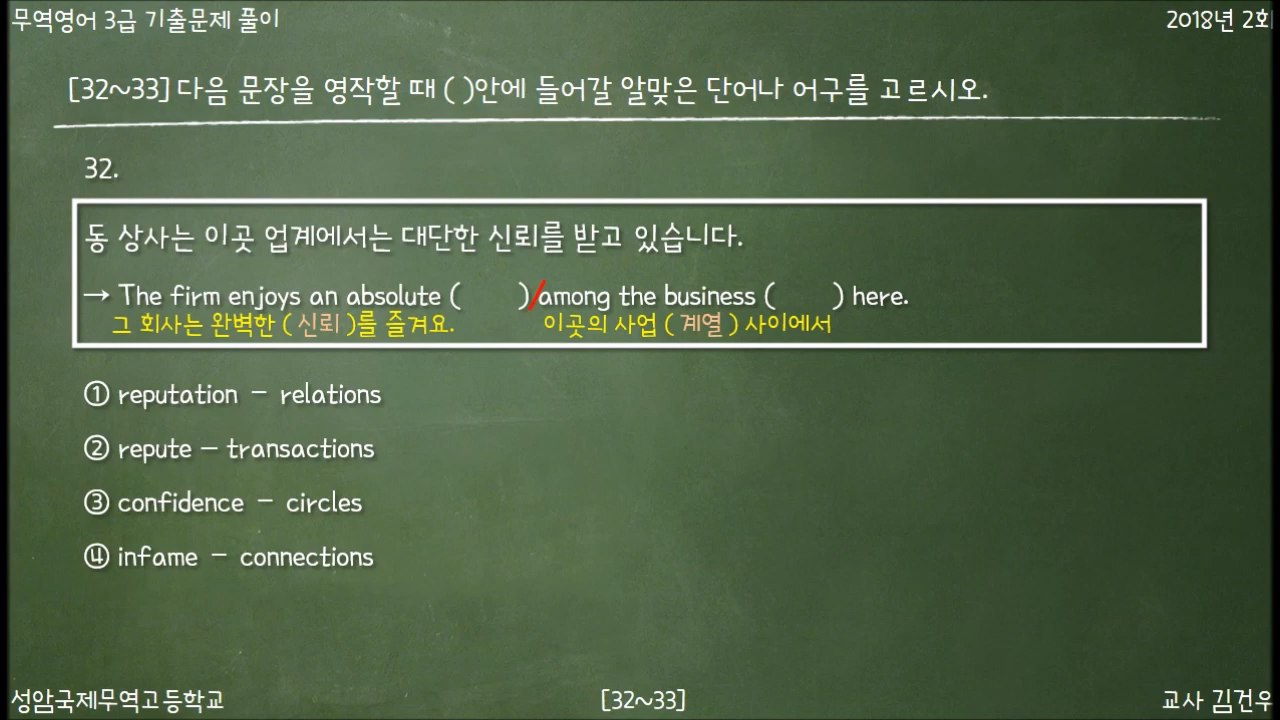 무역영어 3급 기출문제 풀이
2018년 2회
[32~33] 다음 문장을 영작할 때 ( )안에 들어갈 알맞은 단어나 어구를 고르시오.
32.
동 상사는 이곳 업계에서는 대단한 신뢰를 받고 있습니다.
→ The firm enjoys an absolute ( )/among the business ( ) here.
그 회사는 완벽한 ( 신뢰 )를 즐겨요. 이곳의 사업 ( 계열 ) 사이에서
① reputation – relations
② repute – transactions
③ confidence – circles
④ infame – connections
성암국제무역고등학교
[32~33]
교사 김건우